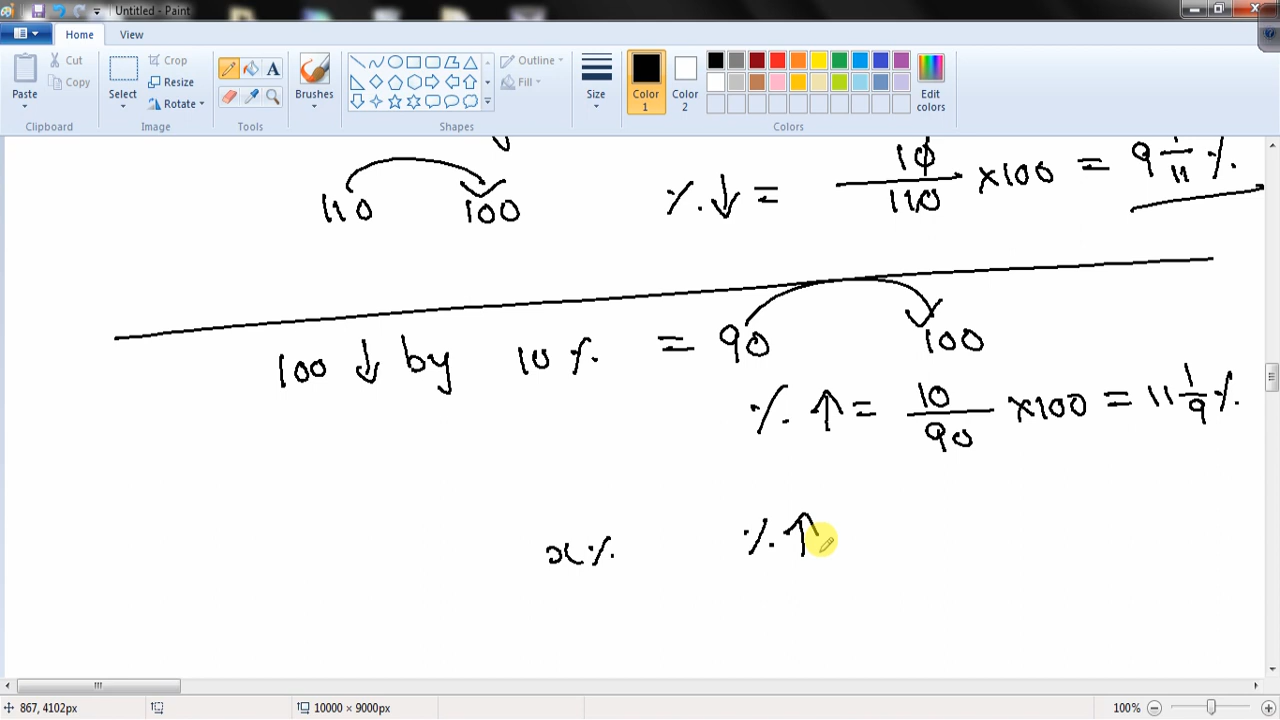 Untitled - Paint
Home View
Cut
Copy
Paste
Clipboard
Select
Crop
Resize
Rotate
Image
A
Tools
Brushes
Outline
Fill
Shapes
Size
Color 1
Color 2
Edit colors
Colors
110 100
%↓ = 10/110 ×100 = 9 1/11 %
100 ↓ by 10% = 90 100
%↑ = 10/90 ×100 = 11 1/9 %
x% %↑
867, 4102px
10000 × 9000px
100%